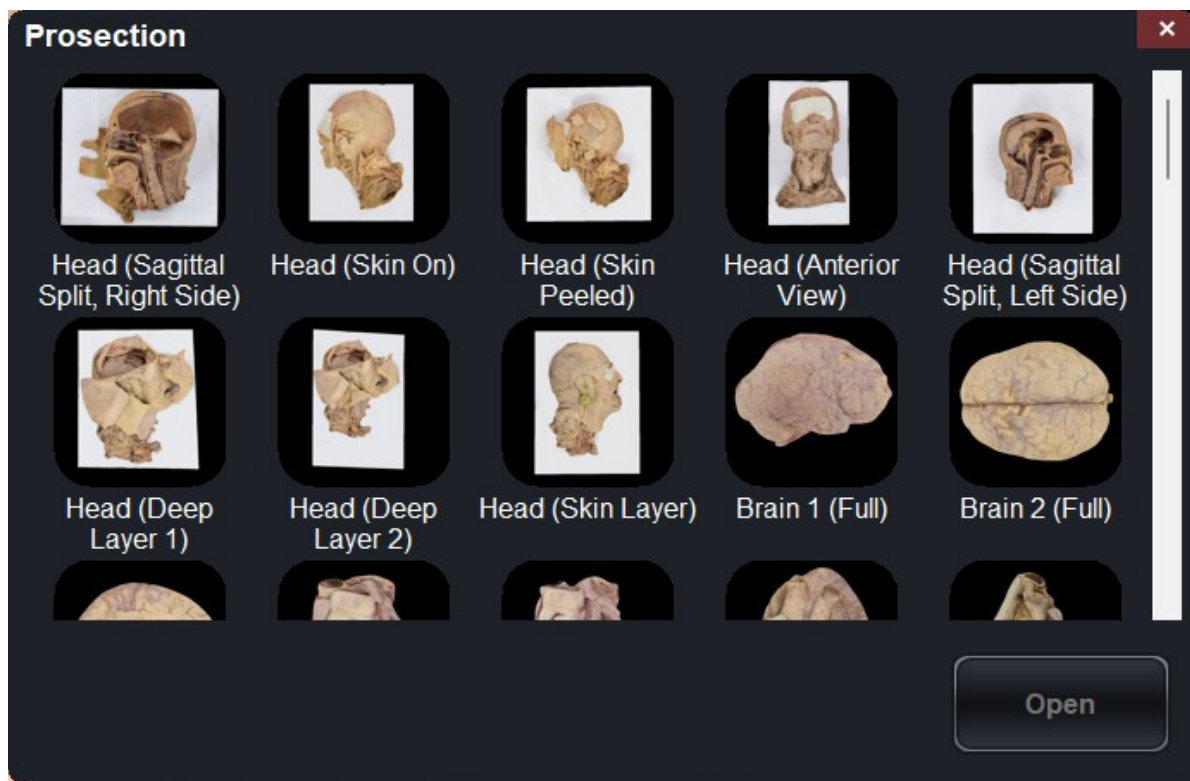 Prosection
×
Head (Sagittal
Split, Right Side)
Head (Skin On)
Head (Skin
Peeled)
Head (Anterior
View)
Head (Sagittal
Split, Left Side)
Head (Deep
Layer 1)
Head (Deep
Layer 2)
Head (Skin Layer)
Brain 1 (Full)
Brain 2 (Full)
Open